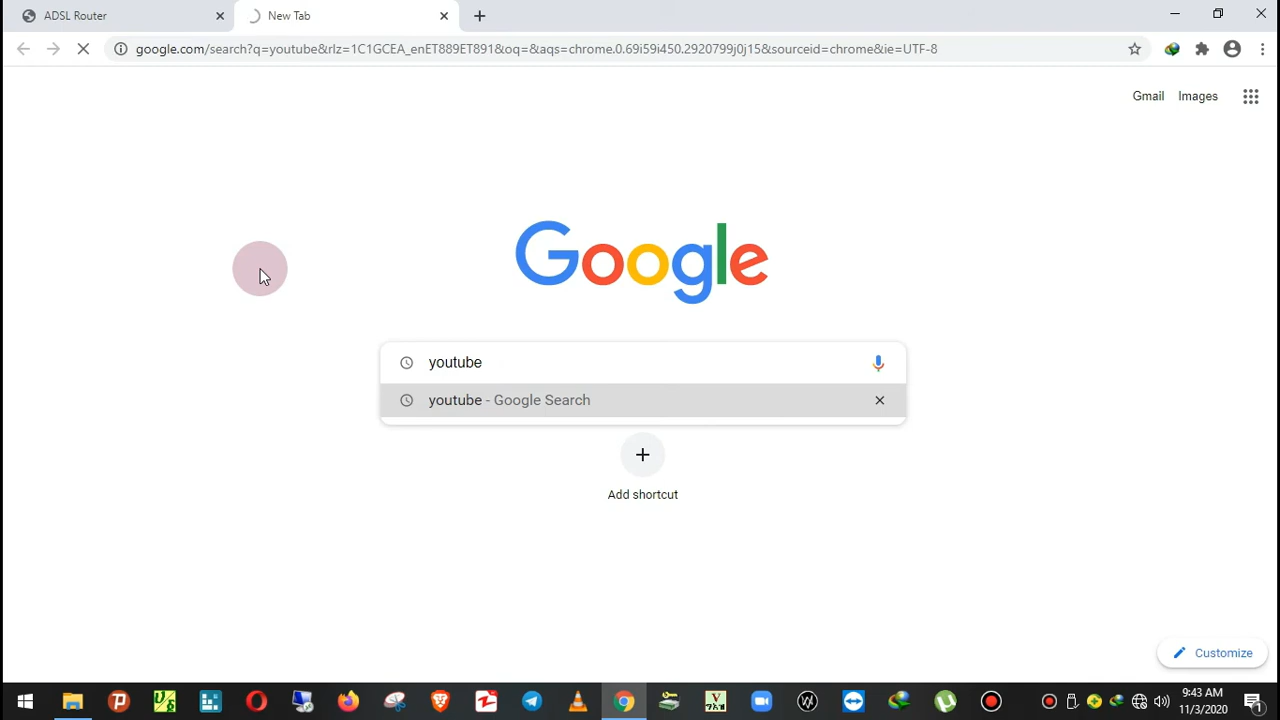 ADSL Router
New Tab
google.com/search?q=youtube&rlz=1C1GCEA_enET889ET891&oq=&aqs=chrome.0.69i59i450.2920799j0j15&sourceid=chrome&ie=UTF-8
Gmail Images
Google
youtube
youtube - Google Search
Add shortcut
Customize
9:43 AM
11/3/2020